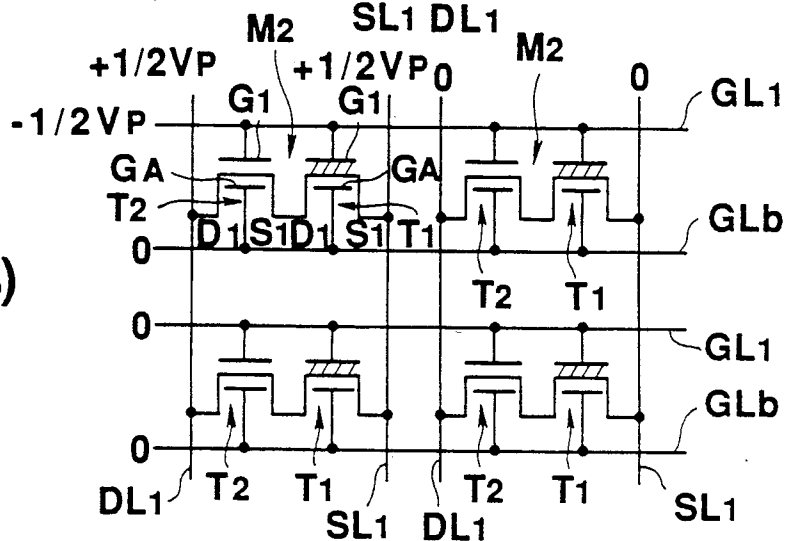 SL1 DL1
M2 M2
+1/2VP +1/2VP 0 0
G1 G1 GL1
-1/2VP
GA GA
T2
D1 S1 D1 S1 T1 GLb
0
T2 T1
)
0
GL1
GLb
0
DL1 T2 T1 SL1 DL1 T2 T1 SL1